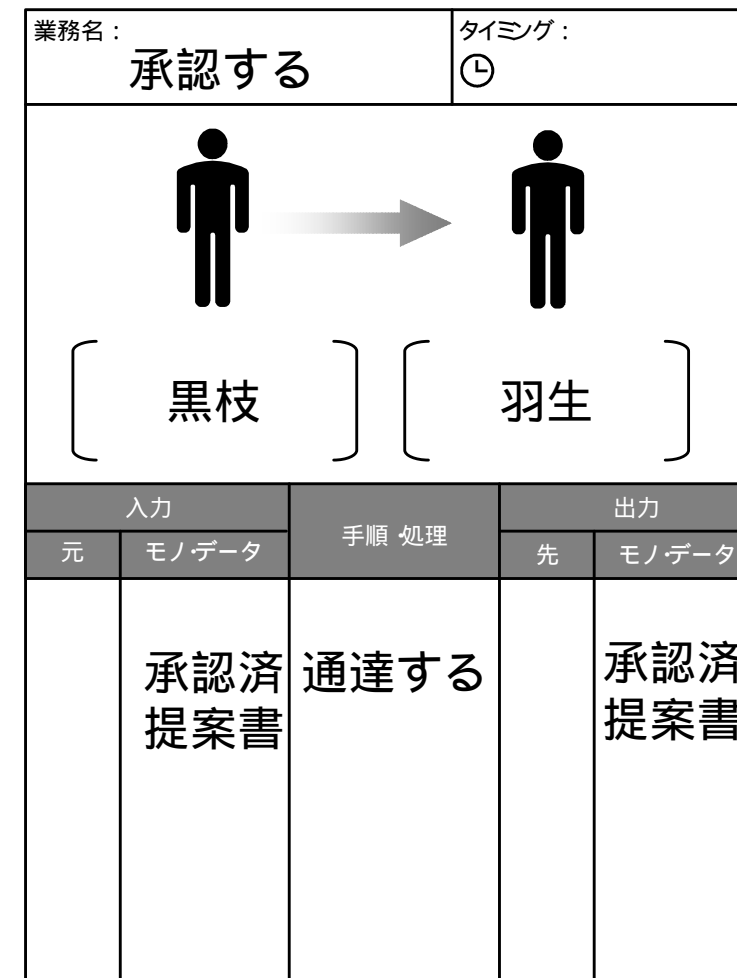 業務名：
承認する
タイミング：
黒枝
羽生
入力
手順・処理
出力
元
モノ・データ
先
モノ・データ
承認済
提案書
通達する
承認済
提案書